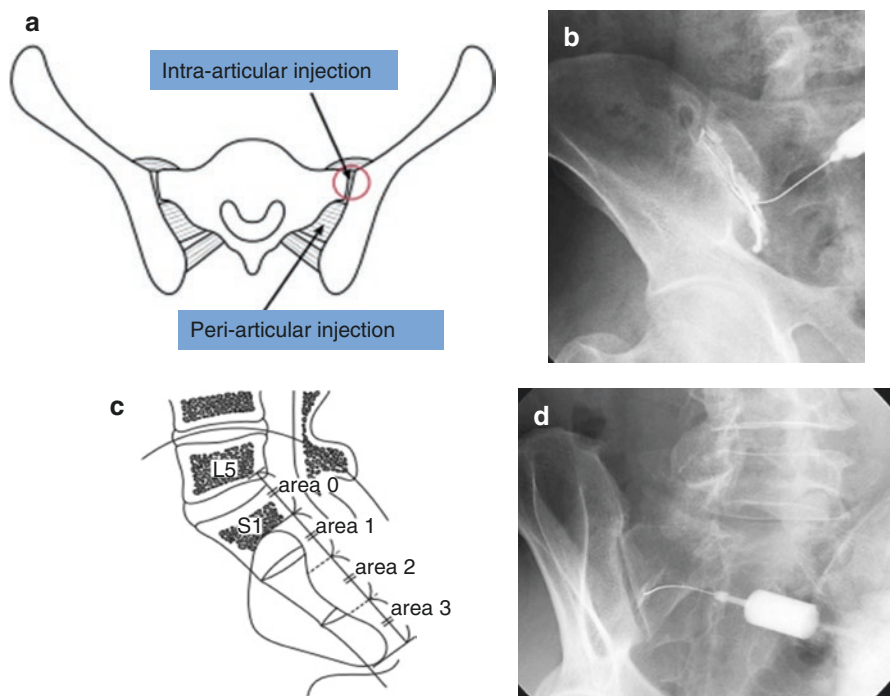 a
Intra-articular injection
Peri-articular injection
b
c
L5
S1
area 0
area 1
area 2
area 3
d